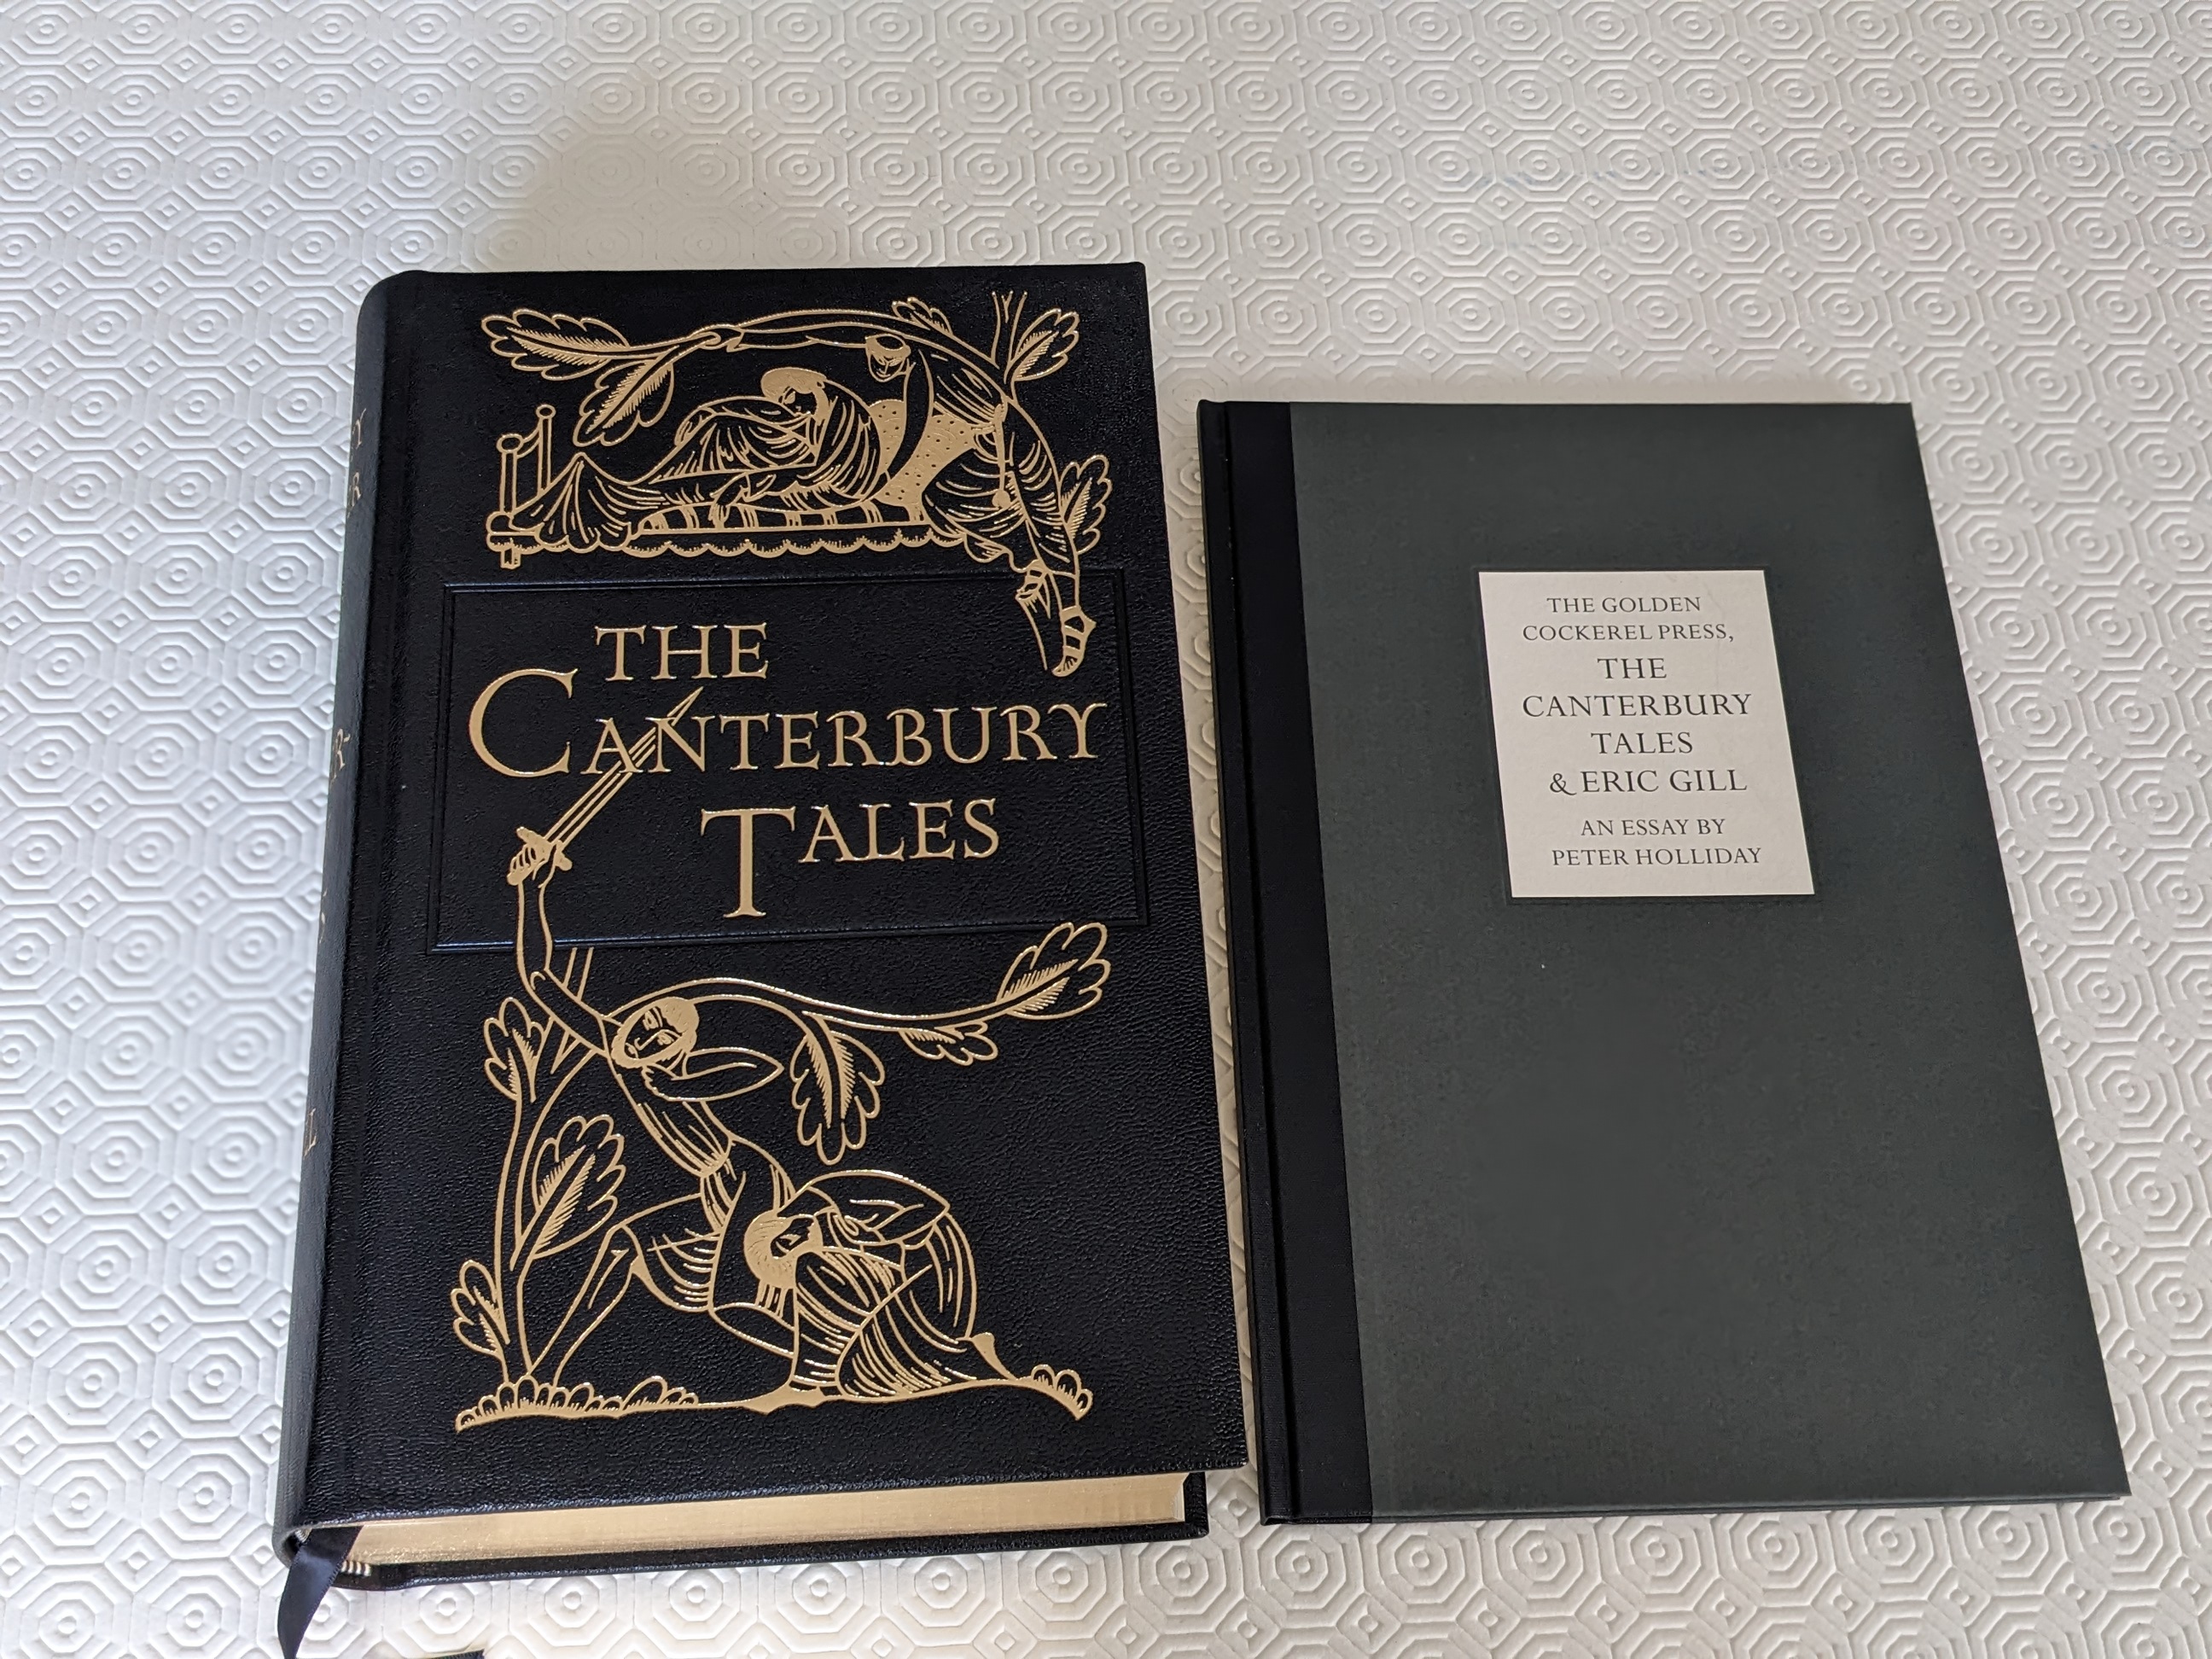 THE
CANTERBURY
TALES
THE GOLDEN
COCKEREL PRESS,
THE
CANTERBURY
TALES
& ERIC GILL
AN ESSAY BY
PETER HOLLIDAY